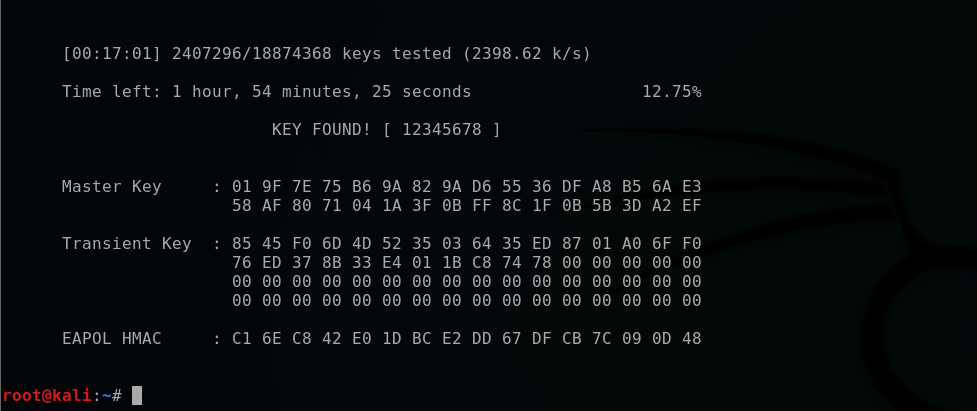 [00:17:01] 2407296/18874368 keys tested (2398.62 k/s)
Time left: 1 hour, 54 minutes, 25 seconds 12.75%
KEY FOUND! [ 12345678 ]
Master Key : 01 9F 7E 75 B6 9A 82 9A D6 55 36 DF A8 B5 6A E3
58 AF 80 71 04 1A 3F 0B FF 8C 1F 0B 5B 3D A2 EF
Transient Key : 85 45 F0 6D 4D 52 35 03 64 35 ED 87 01 A0 6F F0
76 ED 37 8B 33 E4 01 1B C8 74 78 00 00 00 00 00
00 00 00 00 00 00 00 00 00 00 00 00 00 00 00 00
00 00 00 00 00 00 00 00 00 00 00 00 00 00 00 00
EAPOL HMAC : C1 6E C8 42 E0 1D BC E2 DD 67 DF CB 7C 09 0D 48
root@kali:~#